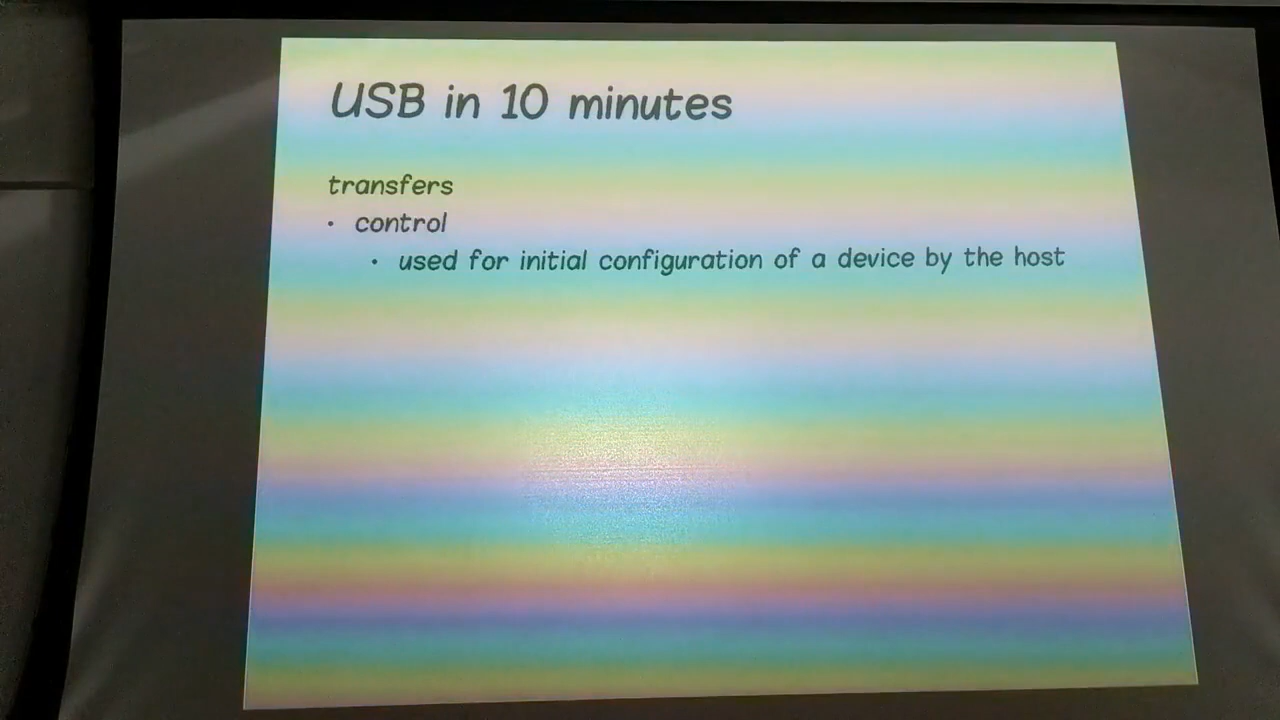 USB in 10 minutes
transfers
• control
• used for initial configuration of a device by the host